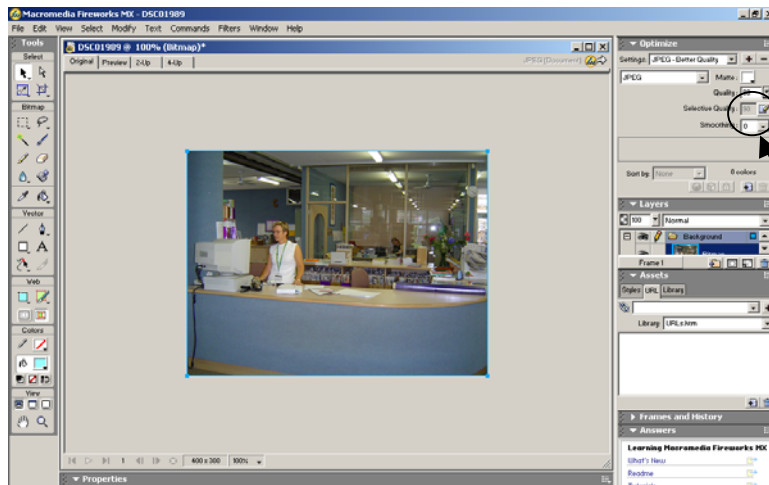 Macromedia Fireworks MX - DSC01989
File Edit View Select Modify Text Commands Filters Window Help
Tools
Select
Bitmap
Vector
Web
Colors
View
DSC01989 @ 100% (Bitmap)*
Original Preview 2-Up 4-Up
JPEG (Document)
1 400 x 300 100%
Properties
Optimize
Settings: JPEG - Better Quality
JPEG Matte:
Quality:
Selective Quality:
Smoothing: 0
Sort by: None 0 colors
Layers
100 Normal
Background
Bitmap
Frame 1
Assets
Styles URL Library
Library URLs.htm
Frames and History
Answers
Learning Macromedia Fireworks MX
What's New
Readme
Tutorials